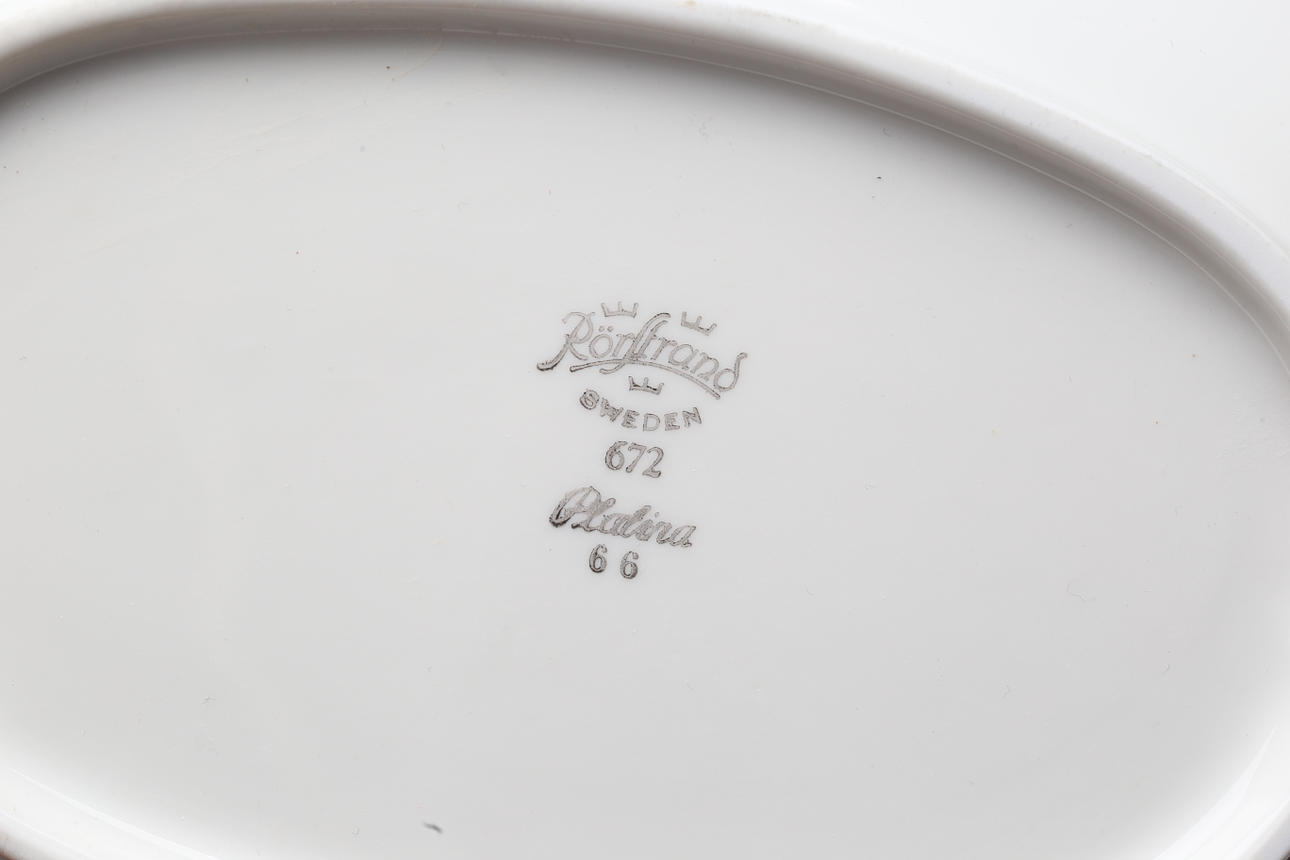 Rörstrand
SWEDEN
672
Platina
66